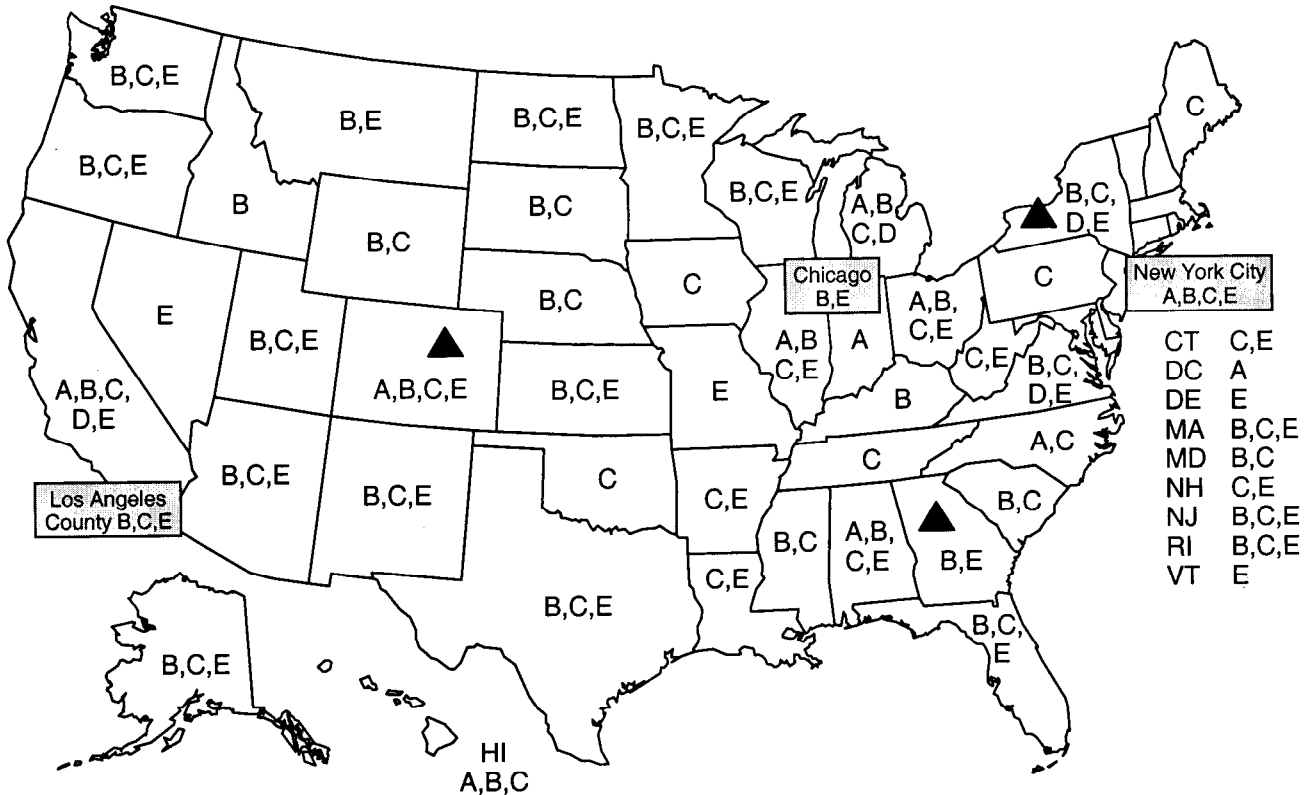 B,C,E
B,E
B,C,E
B,C,E
C
B,C,E
B
B,C
B,C
B,C,E
A,B
C,D
B,C,
D,E
C
C
Chicago
B,E
New York City
A,B,C,E
E
B,C,E
A,B,C,E
B,C
A,B
C,E
A
A,B,
C,E
C,E
B,C,
D,E
A,B,C,
D,E
B,C,E
E
B
A,C
C
Los Angeles
County B,C,E
B,C,E
B,C,E
C
C,E
B,C
A,B,
C,E
B,E
B,C
C,E
B,C,E
B,C,
E
B,C,E
HI
A,B,C
CT C,E
DC A
DE E
MA B,C,E
MD B,C
NH C,E
NJ B,C,E
RI B,C,E
VT E